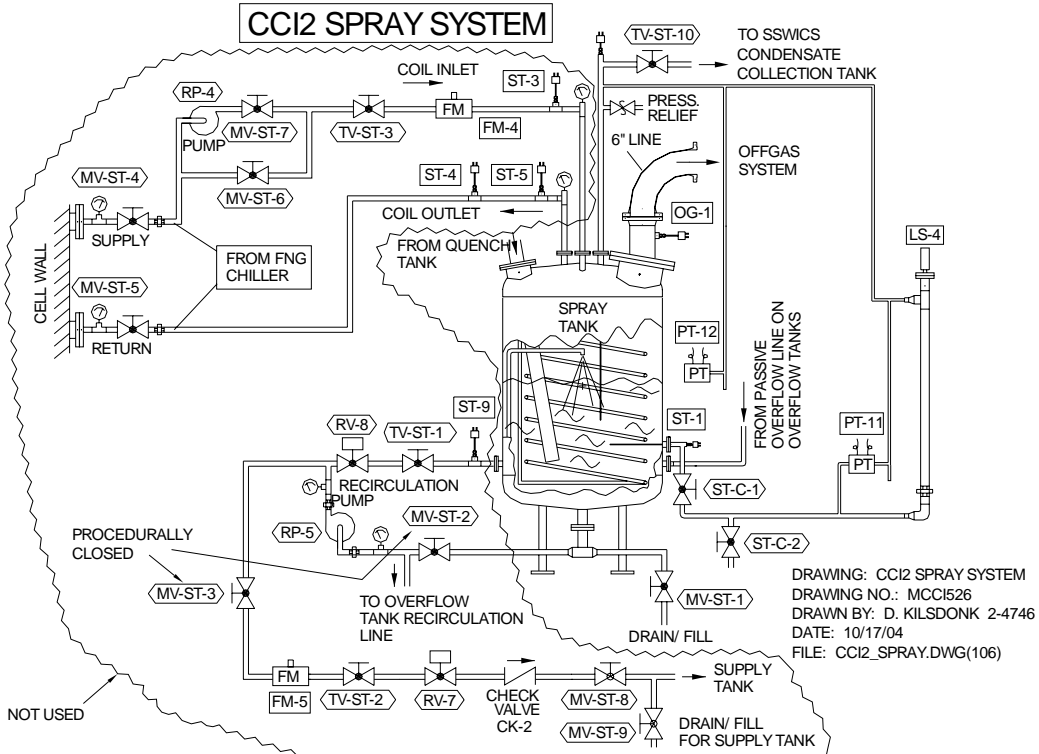 CCI2 SPRAY SYSTEM
TV-ST-10
TO SSWICS
CONDENSATE
COLLECTION TANK
COIL INLET
ST-3
RP-4
FM
PRESS.
RELIEF
PUMP
MV-ST-7
TV-ST-3
FM-4
6" LINE
OFFGAS
SYSTEM
MV-ST-4
MV-ST-6
ST-4
ST-5
COIL OUTLET
OG-1
SUPPLY
FROM QUENCH
TANK
LS-4
FROM FNG
CHILLER
CELL WALL
MV-ST-5
SPRAY
TANK
RETURN
PT-12
PT
FROM PASSIVE
OVERFLOW LINE ON
OVERFLOW TANKS
ST-9
ST-1
RV-8
TV-ST-1
PT-11
PT
RECIRCULATION
PUMP
ST-C-1
MV-ST-2
RP-5
PROCEDURALLY
CLOSED
ST-C-2
MV-ST-3
TO OVERFLOW
TANK RECIRCULATION
LINE
MV-ST-1
DRAIN/ FILL
DRAWING: CCI2 SPRAY SYSTEM
DRAWING NO.: MCCI526
DRAWN BY: D. KILSDONK 2-4746
DATE: 10/17/04
FILE: CCI2_SPRAY.DWG(106)
FM
FM-5
TV-ST-2
RV-7
CHECK
VALVE
CK-2
MV-ST-8
SUPPLY
TANK
NOT USED
MV-ST-9
DRAIN/ FILL
FOR SUPPLY TANK